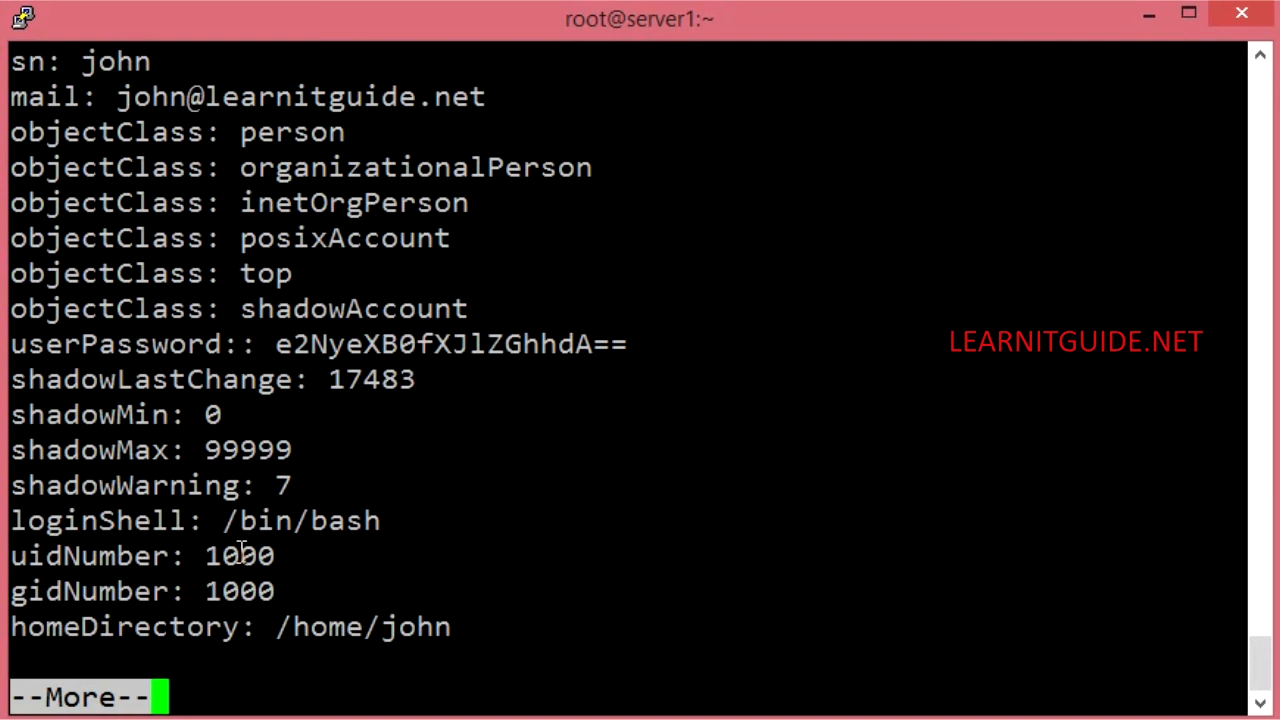 root@server1:~
sn: john
mail: john@learnitguide.net
objectClass: person
objectClass: organizationalPerson
objectClass: inetOrgPerson
objectClass: posixAccount
objectClass: top
objectClass: shadowAccount
userPassword:: e2NyeXB0fXJlZGhhdA==
LEARNITGUIDE.NET
shadowLastChange: 17483
shadowMin: 0
shadowMax: 99999
shadowWarning: 7
loginShell: /bin/bash
uidNumber: 1000
gidNumber: 1000
homeDirectory: /home/john
--More--